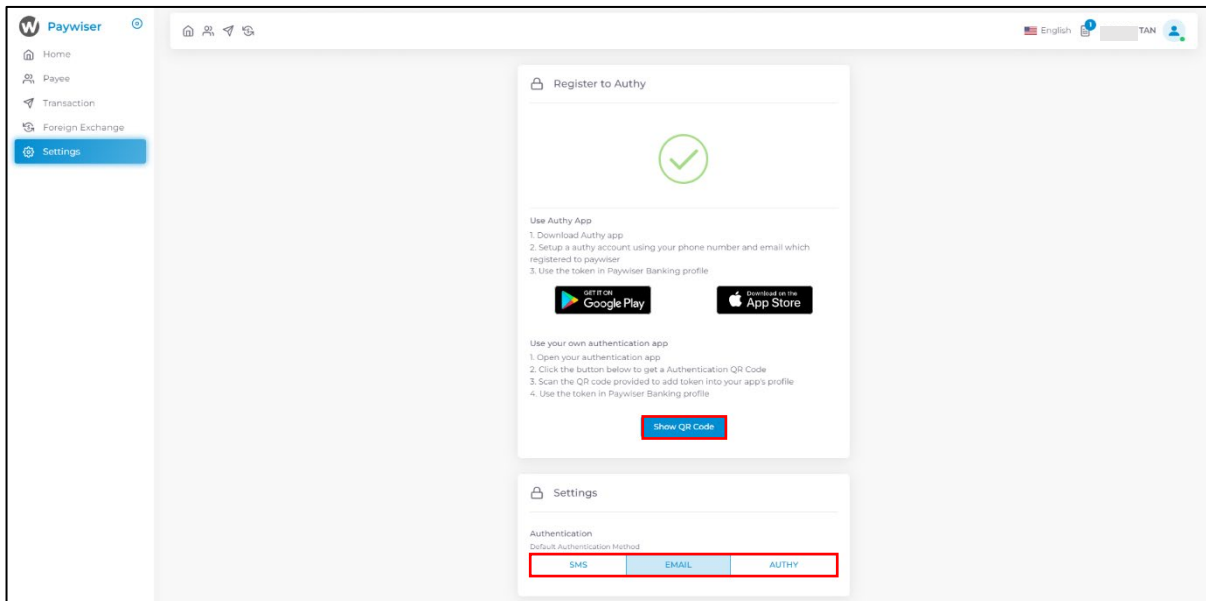 W Paywiser
Home
Payee
Transaction
Foreign Exchange
Settings
English 1 TAN
Register to Authy
Use Authy App
1. Download Authy app
2. Setup a authy account using your phone number and email which
registered to paywiser
3. Use the token in Paywiser Banking profile
GET IT ON
Google Play
Download on the
App Store
Use your own authentication app
1. Open your authentication app
2. Click the button below to get a Authentication QR Code
3. Scan the QR code provided to add token into your app's profile
4. Use the token in Paywiser Banking profile
Show QR Code
Settings
Authentication
Default Authentication Method
SMS EMAIL AUTHY